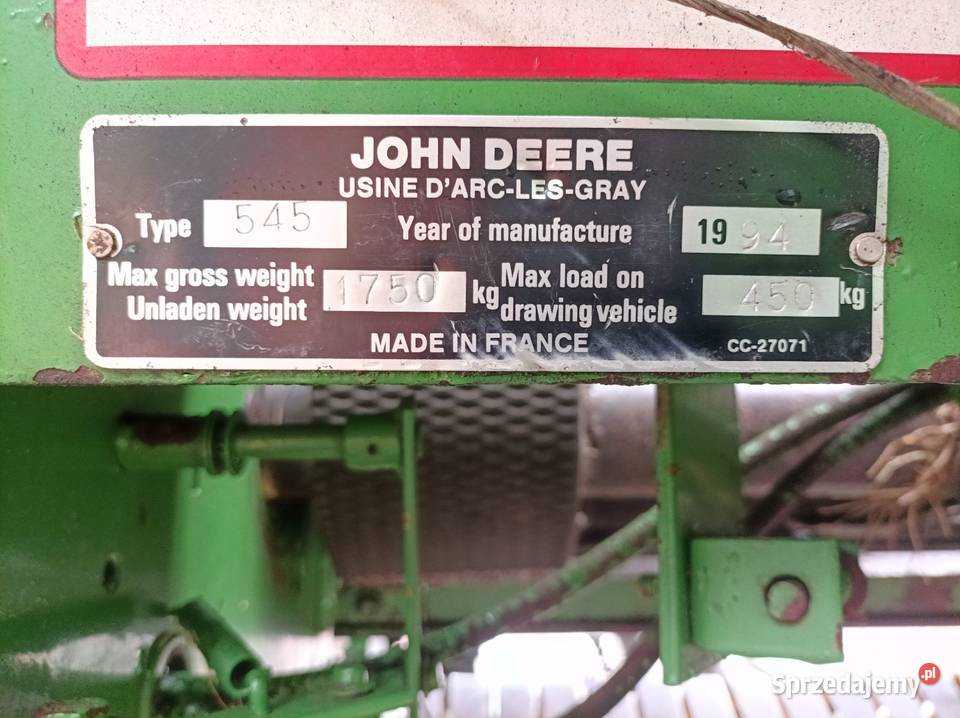 JOHN DEERE
USINE D'ARC-LES-GRAY
Type 545 Year of manufacture 1994
Max gross weight
Unladen weight 1750 kg
Max load on
drawing vehicle 450 kg
MADE IN FRANCE CC-27071
Sprzedajemy.pl